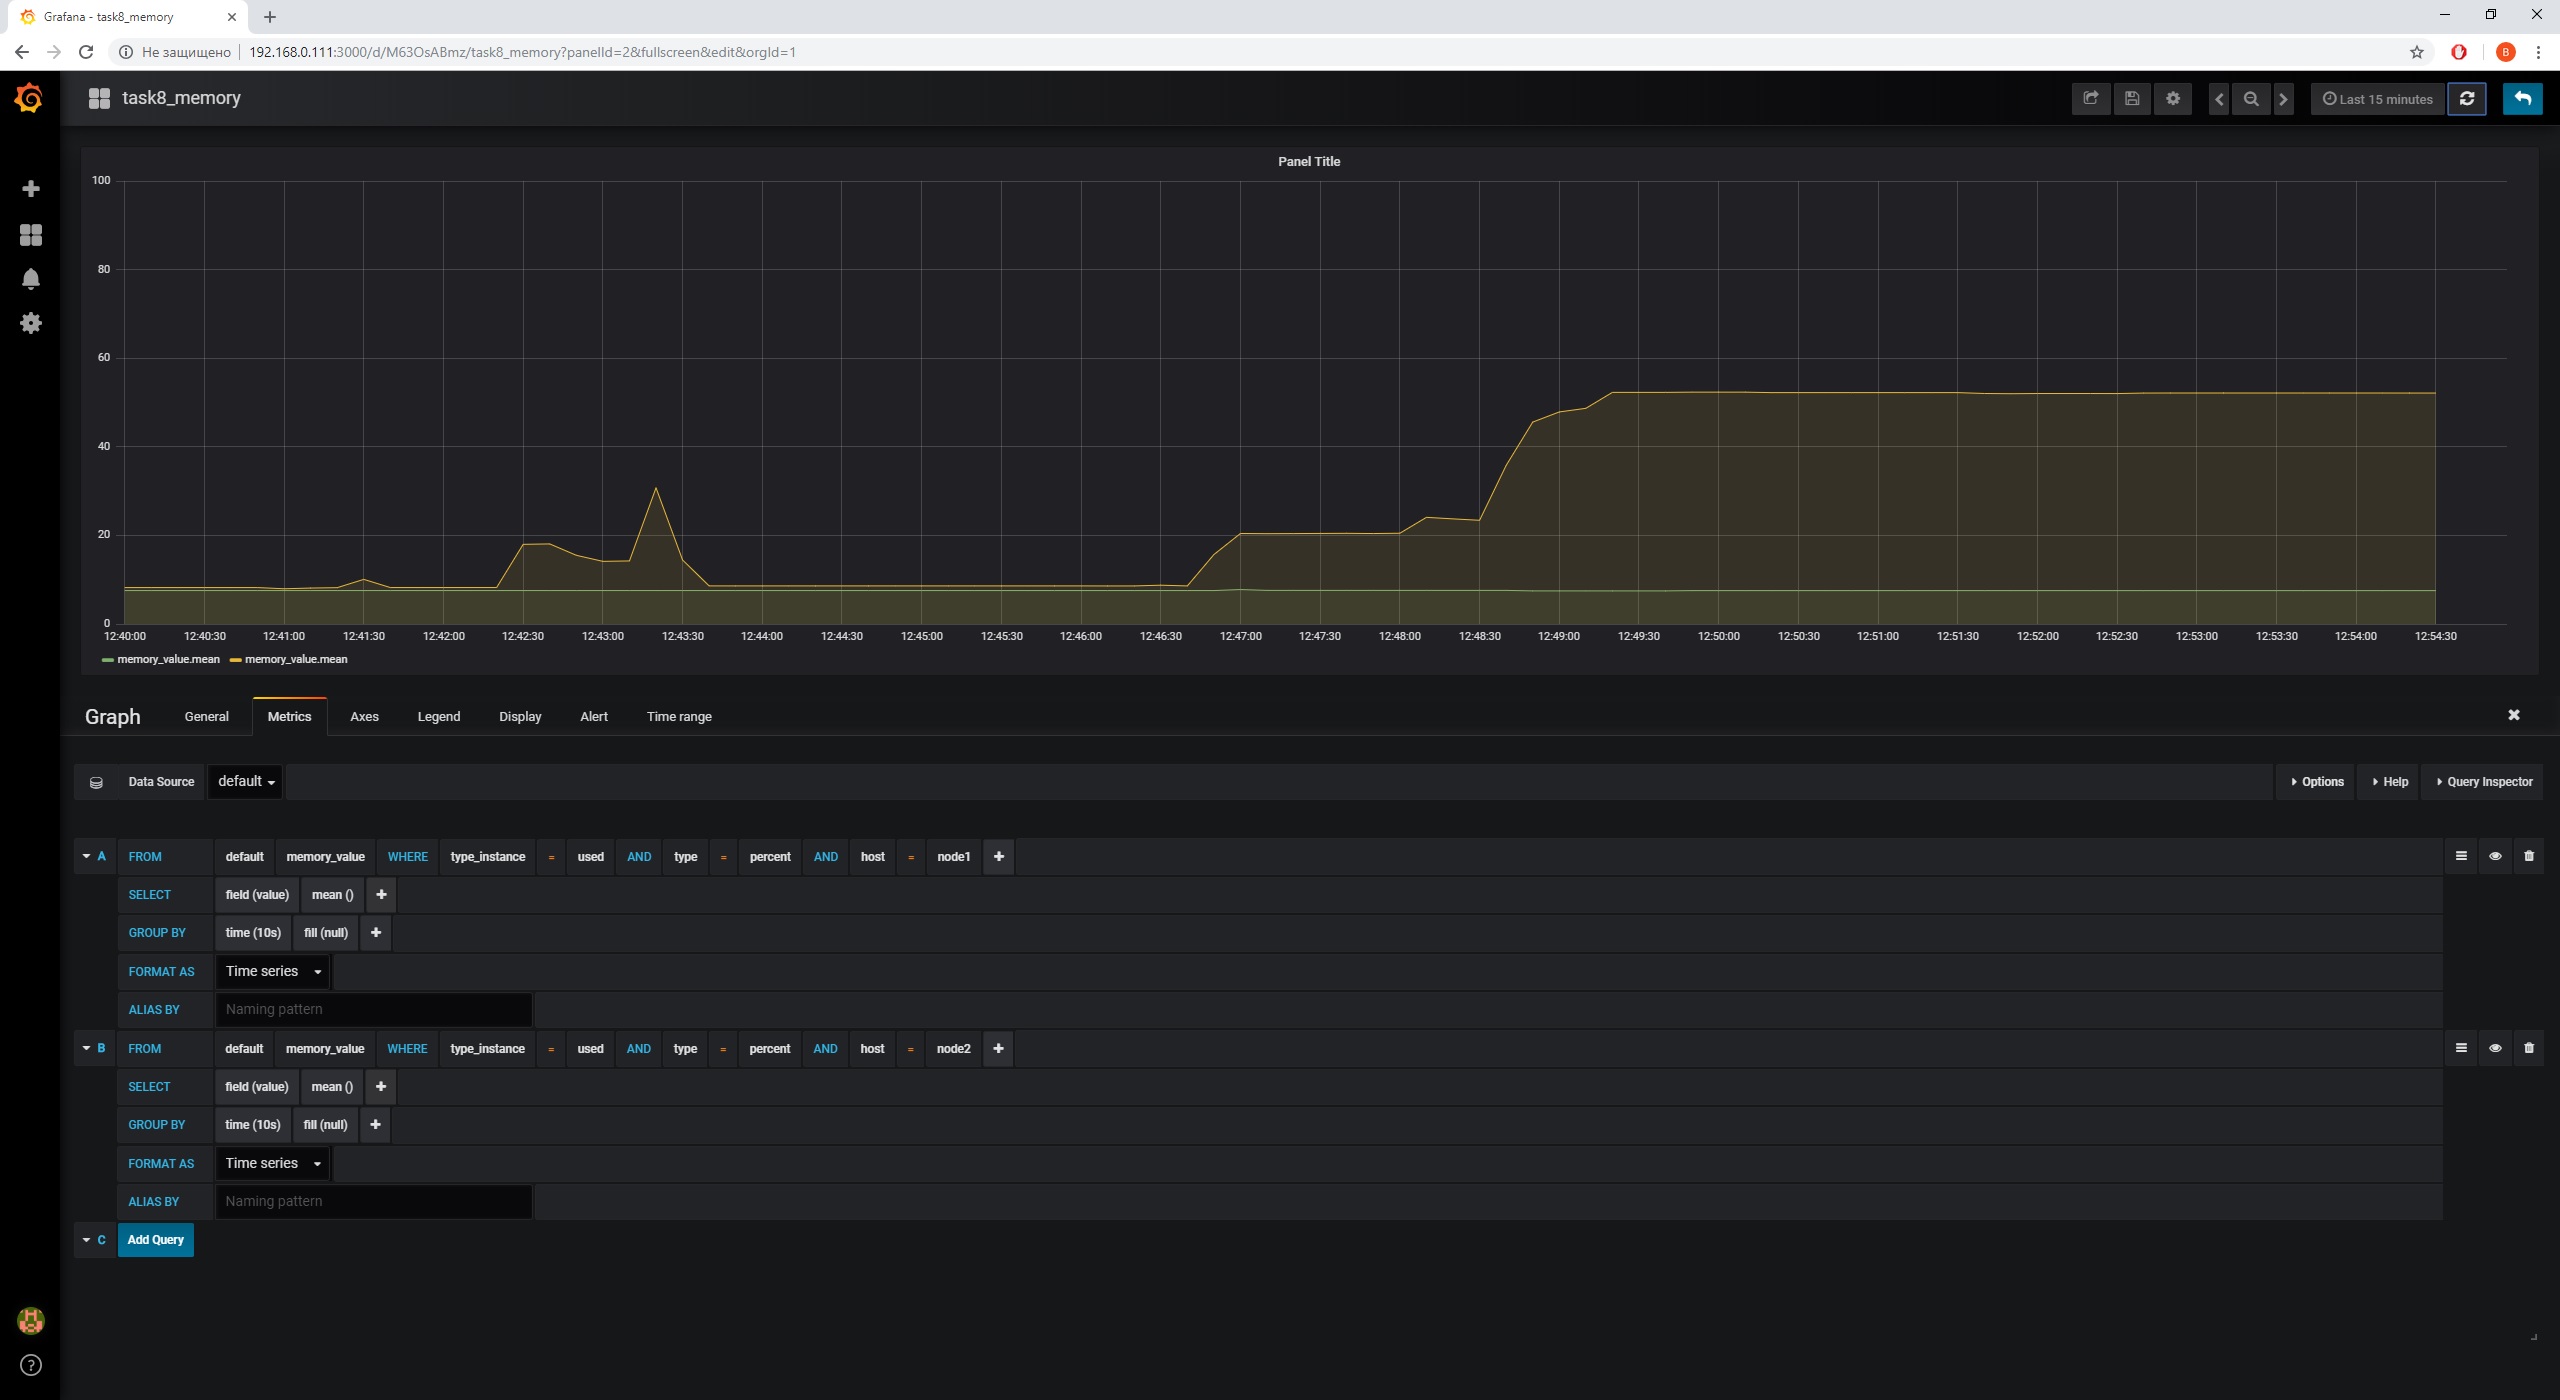 Grafana - task8_memory
Не защищено 192.168.0.111:3000/d/M63OsABmz/task8_memory?panelId=2&fullscreen&edit&orgId=1
B
task8_memory
Last 15 minutes
Panel Title
100
80
60
40
20
0
12:40:00 12:40:30 12:41:00 12:41:30 12:42:00 12:42:30 12:43:00 12:43:30 12:44:00 12:44:30 12:45:00 12:45:30 12:46:00 12:46:30 12:47:00 12:47:30 12:48:00 12:48:30 12:49:00 12:49:30 12:50:00 12:50:30 12:51:00 12:51:30 12:52:00 12:52:30 12:53:00 12:53:30 12:54:00 12:54:30
memory_value.mean memory_value.mean
Graph General Metrics Axes Legend Display Alert Time range
Data Source default Options Help Query Inspector
A FROM default memory_value WHERE type_instance = used AND type = percent AND host = node1 +
SELECT field (value) mean () +
GROUP BY time (10s) fill (null) +
FORMAT AS Time series
ALIAS BY Naming pattern
B FROM default memory_value WHERE type_instance = used AND type = percent AND host = node2 +
SELECT field (value) mean () +
GROUP BY time (10s) fill (null) +
FORMAT AS Time series
ALIAS BY Naming pattern
C Add Query